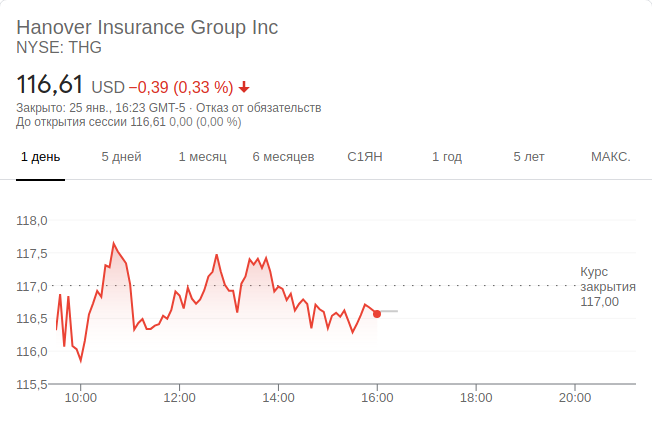 Hanover Insurance Group Inc
NYSE: THG
116,61 USD −0,39 (0,33 %)
Закрыто: 25 янв., 16:23 GMT-5 · Отказ от обязательств
До открытия сессии 116,61 0,00 (0,00 %)
1 день 5 дней 1 месяц 6 месяцев С1ЯН 1 год 5 лет МАКС.
118,0
117,5
117,0
116,5
116,0
115,5
Курс
закрытия
117,00
10:00 12:00 14:00 16:00 18:00 20:00